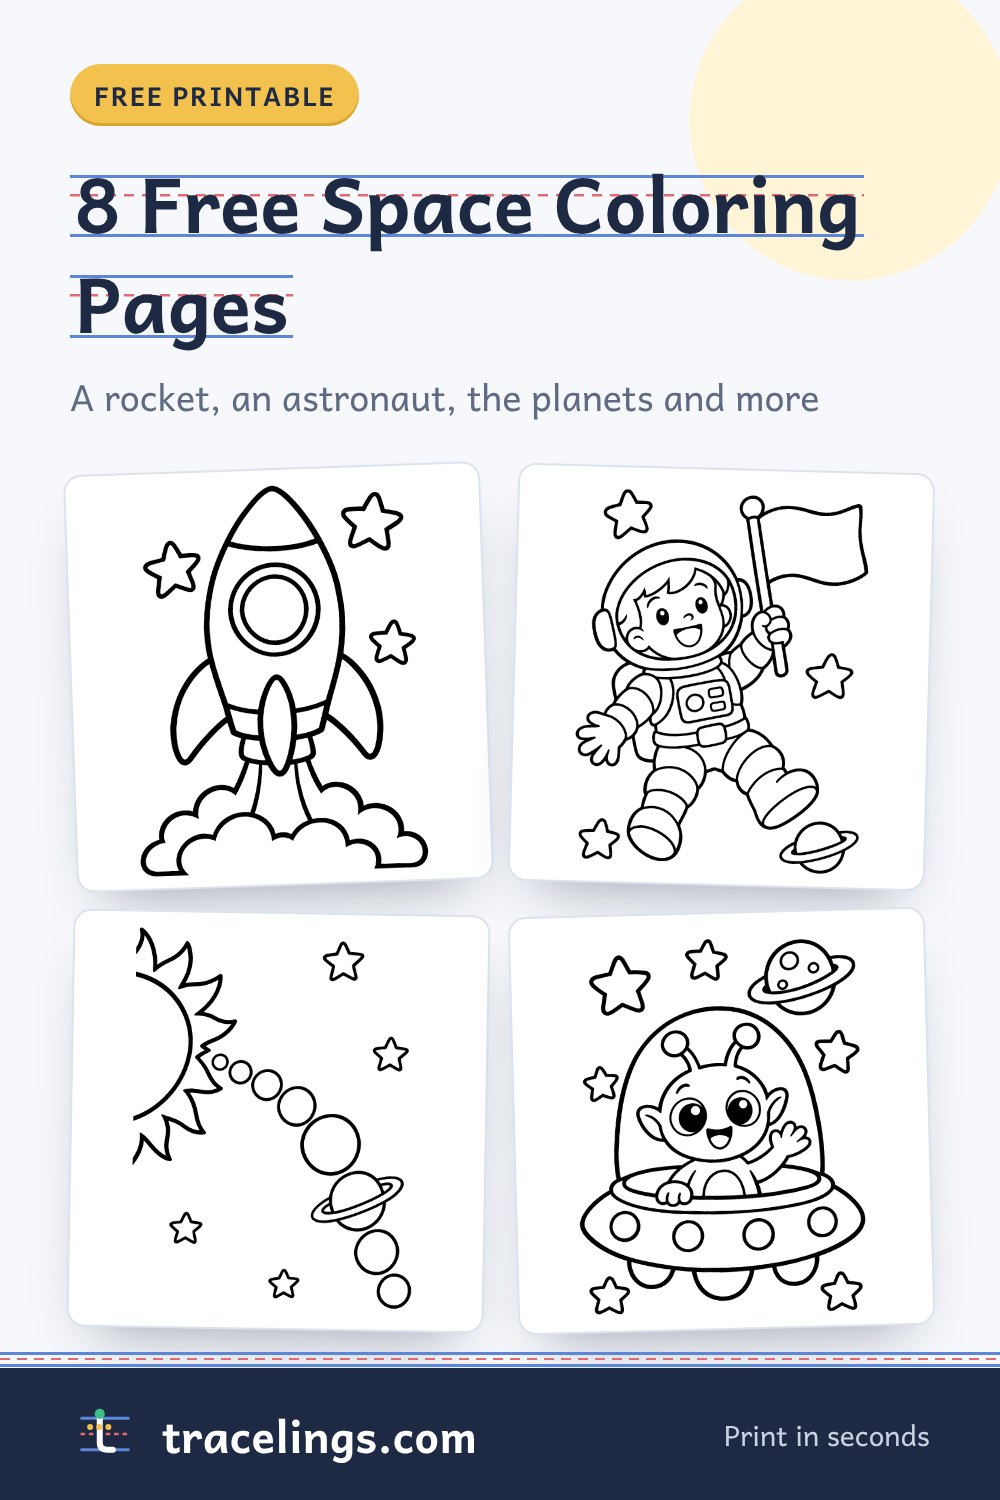 FREE PRINTABLE
8 Free Space Coloring
Pages
A rocket, an astronaut, the planets and more
tracelings.com
Print in seconds